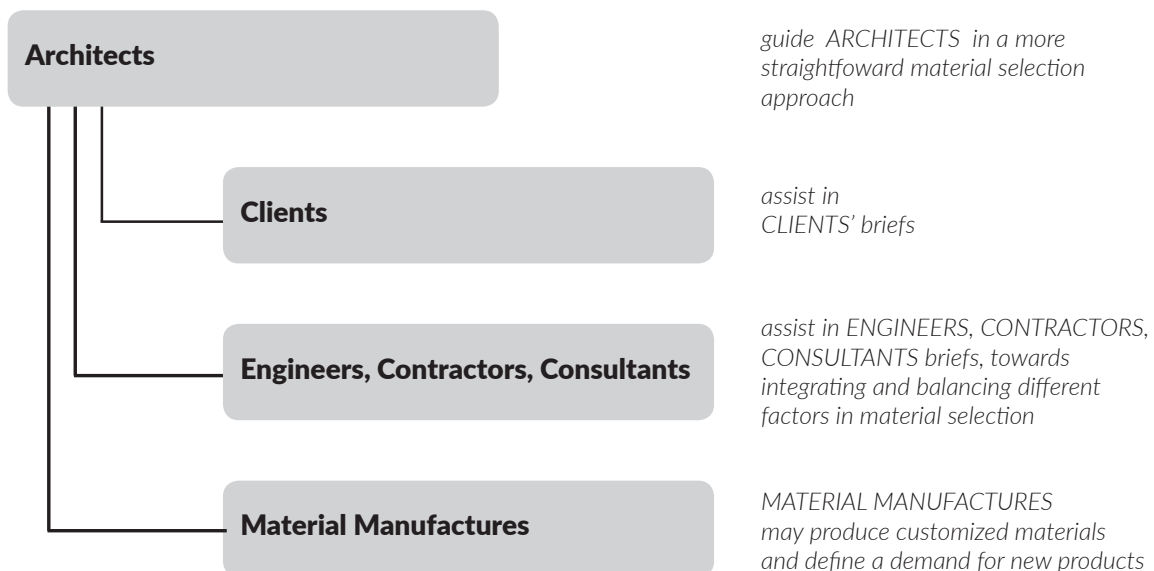 Architects
guide ARCHITECTS in a more
straightfoward material selection
approach
Clients
assist in
CLIENTS' briefs
Engineers, Contractors, Consultants
assist in ENGINEERS, CONTRACTORS,
CONSULTANTS briefs, towards
integrating and balancing different
factors in material selection
Material Manufactures
MATERIAL MANUFACTURES
may produce customized materials
and define a demand for new products